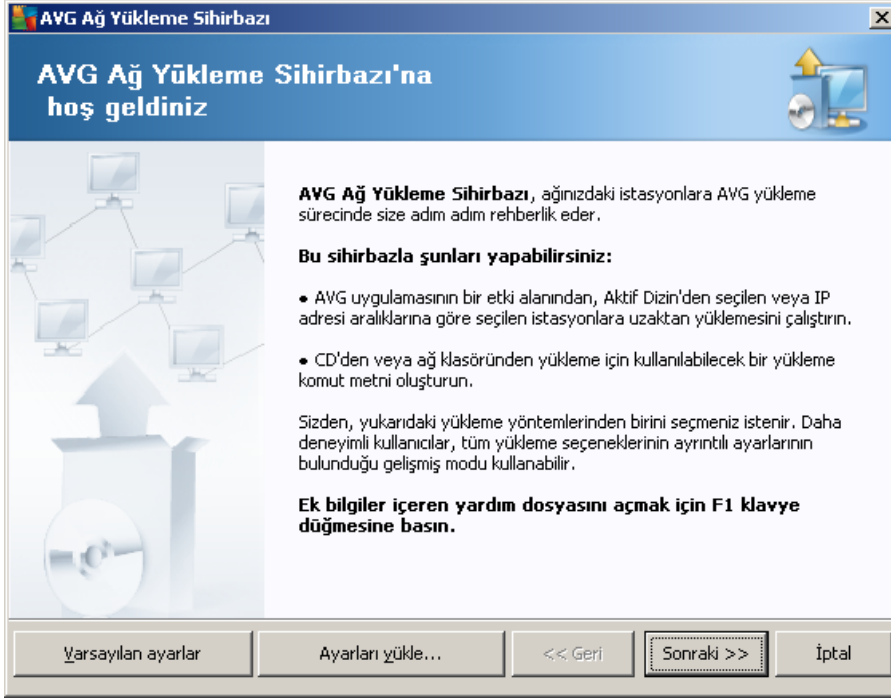 AVG Ağ Yükleme Sihirbazı
AVG Ağ Yükleme Sihirbazı'na
hoş geldiniz
AVG Ağ Yükleme Sihirbazı, ağınızdaki istasyonlara AVG yükleme
sürecinde size adım adım rehberlik eder.
Bu sihirbazla şunları yapabilirsiniz:
● AVG uygulamasının bir etki alanından, Aktif Dizin'den seçilen veya IP
adresi aralıklarına göre seçilen istasyonlara uzaktan yüklemesini çalıştırın.
● CD'den veya ağ klasöründen yükleme için kullanılabilecek bir yükleme
komut metni oluşturun.
Sizden, yukarıdaki yükleme yöntemlerinden birini seçmeniz istenir. Daha
deneyimli kullanıcılar, tüm yükleme seçeneklerinin ayrıntılı ayarlarının
bulunduğu gelişmiş modu kullanabilir.
Ek bilgiler içeren yardım dosyasını açmak için F1 klavye
düğmesine basın.
Varsayılan ayarlar
Ayarları yükle...
<< Geri
Sonraki >>
İptal